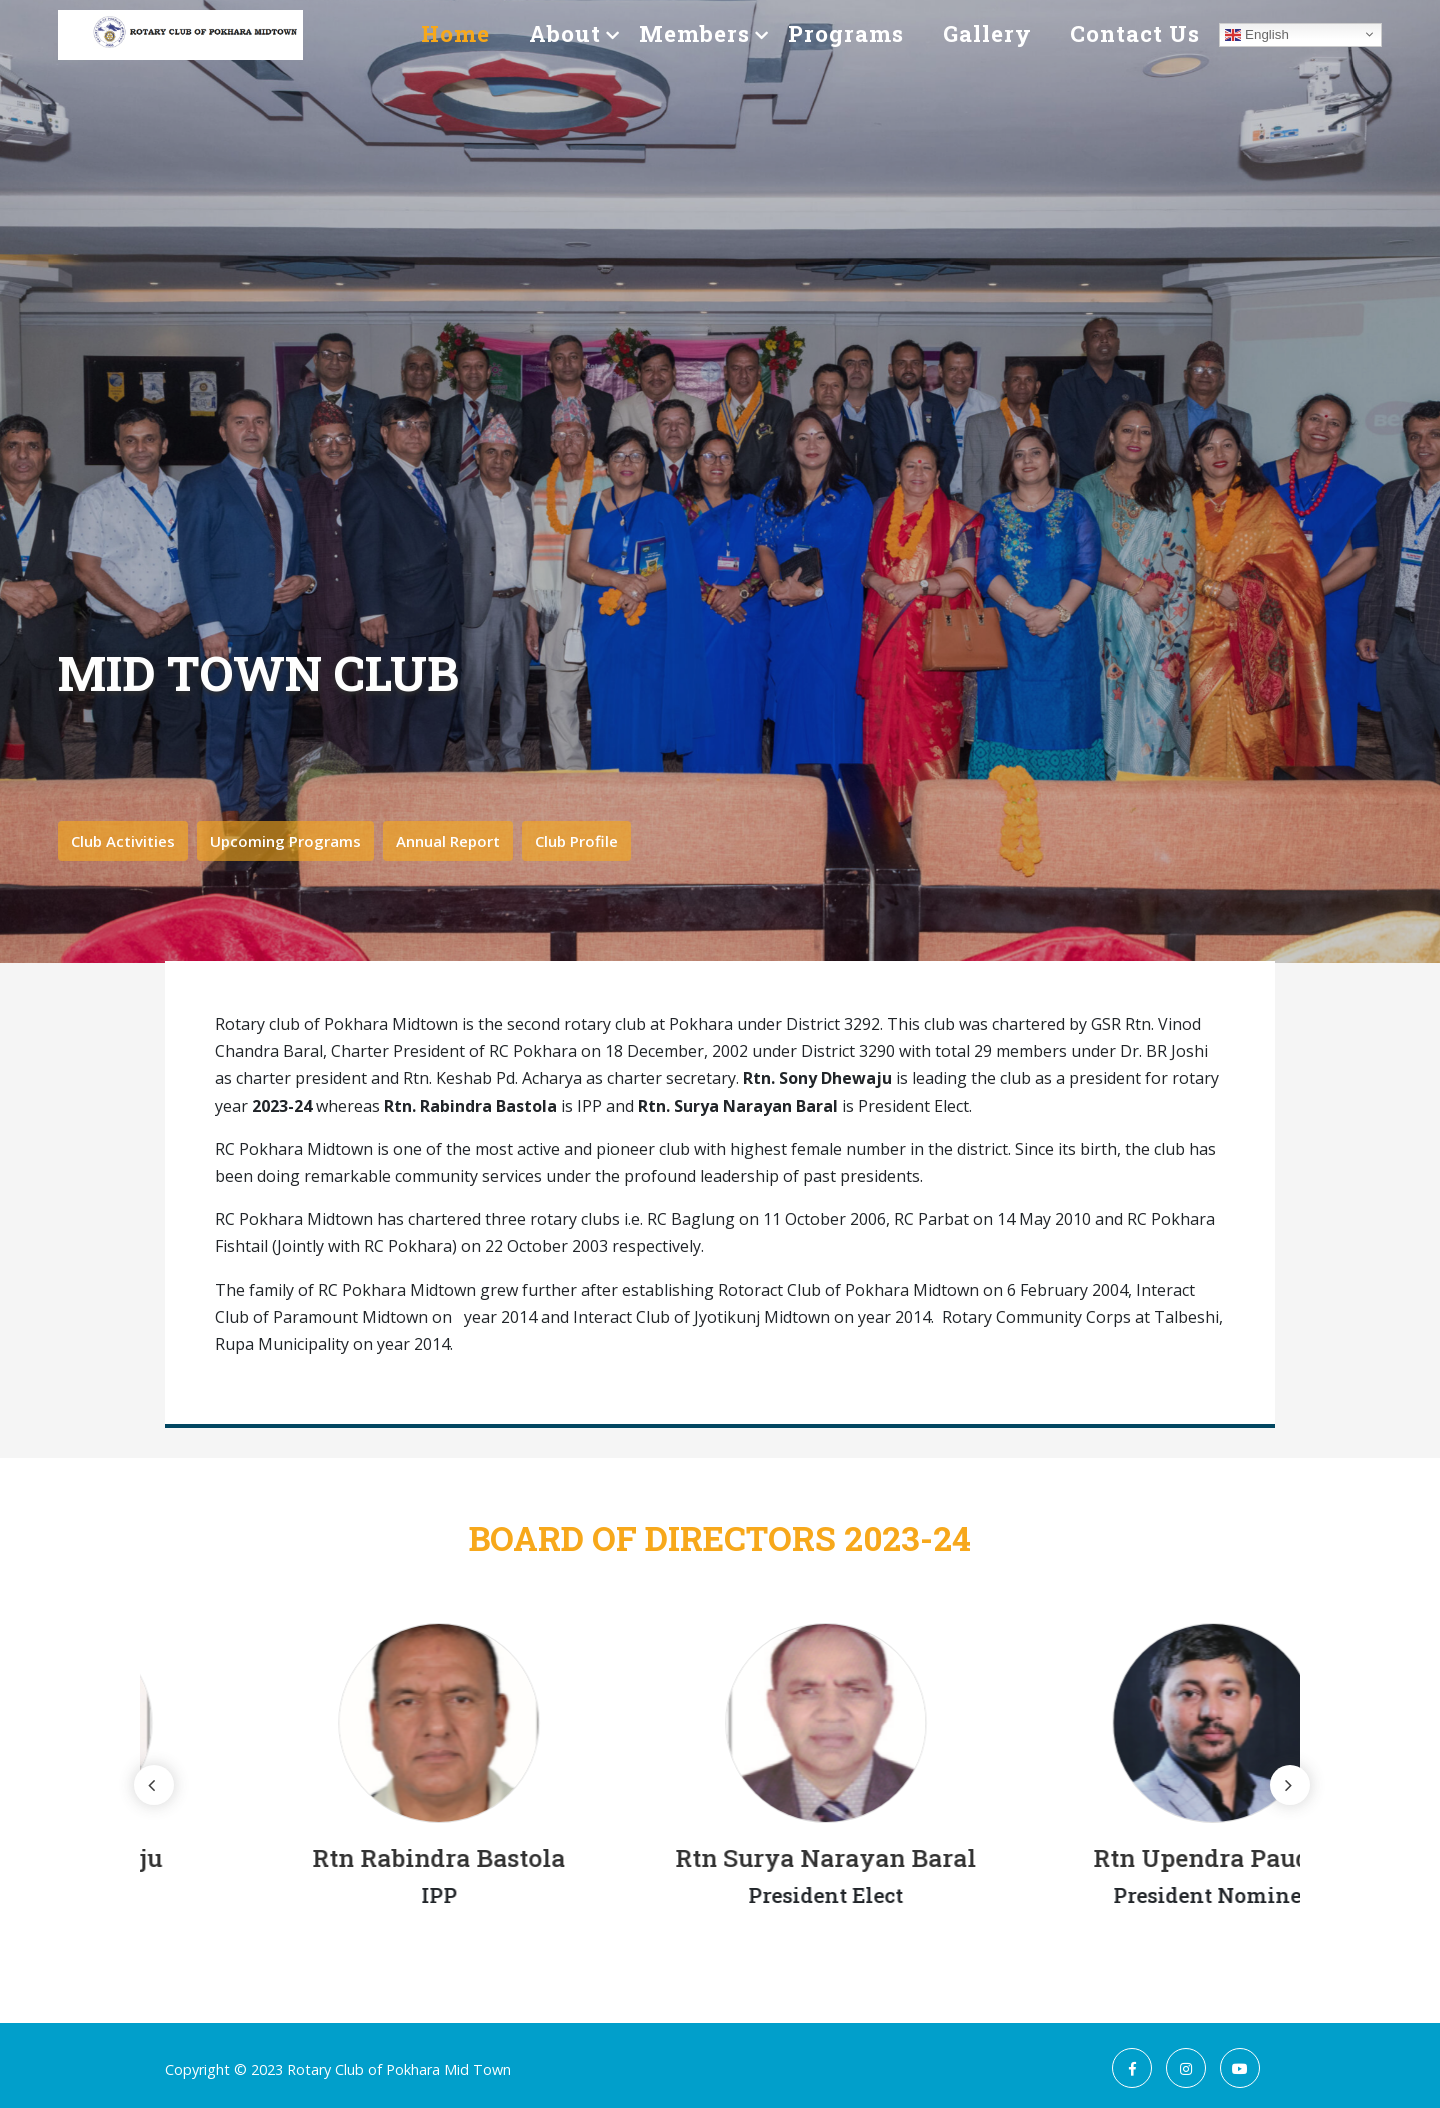 ROTARY CLUB OF POKHARA MIDTOWN
Home
About
Members
Programs
Gallery
Contact Us
English
MID TOWN CLUB
Club Activities
Upcoming Programs
Annual Report
Club Profile
Rotary club of Pokhara Midtown is the second rotary club at Pokhara under District 3292. This club was chartered by GSR Rtn. Vinod
Chandra Baral, Charter President of RC Pokhara on 18 December, 2002 under District 3290 with total 29 members under Dr. BR Joshi
as charter president and Rtn. Keshab Pd. Acharya as charter secretary. Rtn. Sony Dhewaju is leading the club as a president for rotary
year 2023-24 whereas Rtn. Rabindra Bastola is IPP and Rtn. Surya Narayan Baral is President Elect.
RC Pokhara Midtown is one of the most active and pioneer club with highest female number in the district. Since its birth, the club has
been doing remarkable community services under the profound leadership of past presidents.
RC Pokhara Midtown has chartered three rotary clubs i.e. RC Baglung on 11 October 2006, RC Parbat on 14 May 2010 and RC Pokhara
Fishtail (Jointly with RC Pokhara) on 22 October 2003 respectively.
The family of RC Pokhara Midtown grew further after establishing Rotoract Club of Pokhara Midtown on 6 February 2004, Interact
Club of Paramount Midtown on year 2014 and Interact Club of Jyotikunj Midtown on year 2014. Rotary Community Corps at Talbeshi,
Rupa Municipality on year 2014.
BOARD OF DIRECTORS 2023-24
ju
Rtn Rabindra Bastola
IPP
Rtn Surya Narayan Baral
President Elect
Rtn Upendra Paud
President Nomine
Copyright © 2023 Rotary Club of Pokhara Mid Town